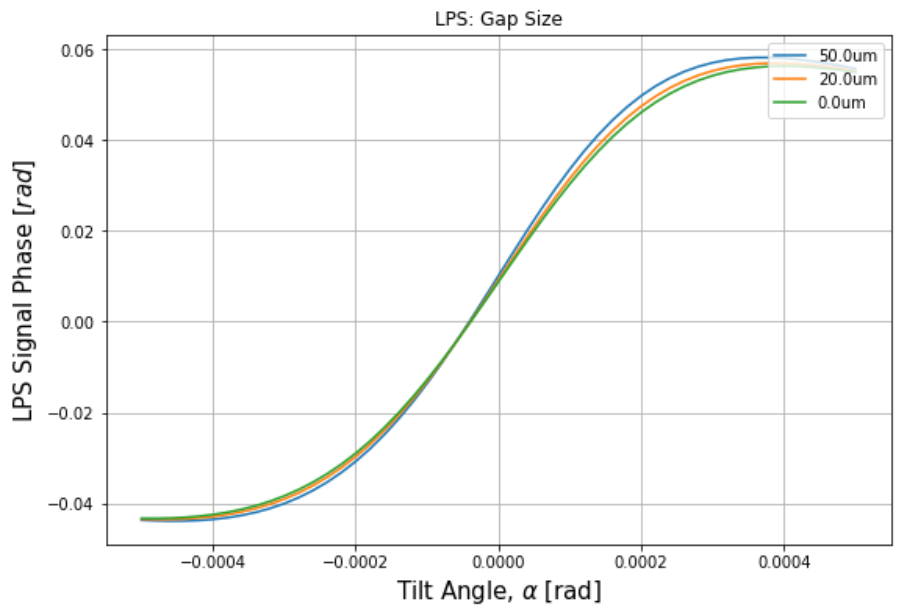 LPS: Gap Size
0.06
0.04
0.02
0.00
−0.02
−0.04
LPS Signal Phase [rad]
50.0um
20.0um
0.0um
−0.0004 −0.0002 0.0000 0.0002 0.0004
Tilt Angle, α [rad]